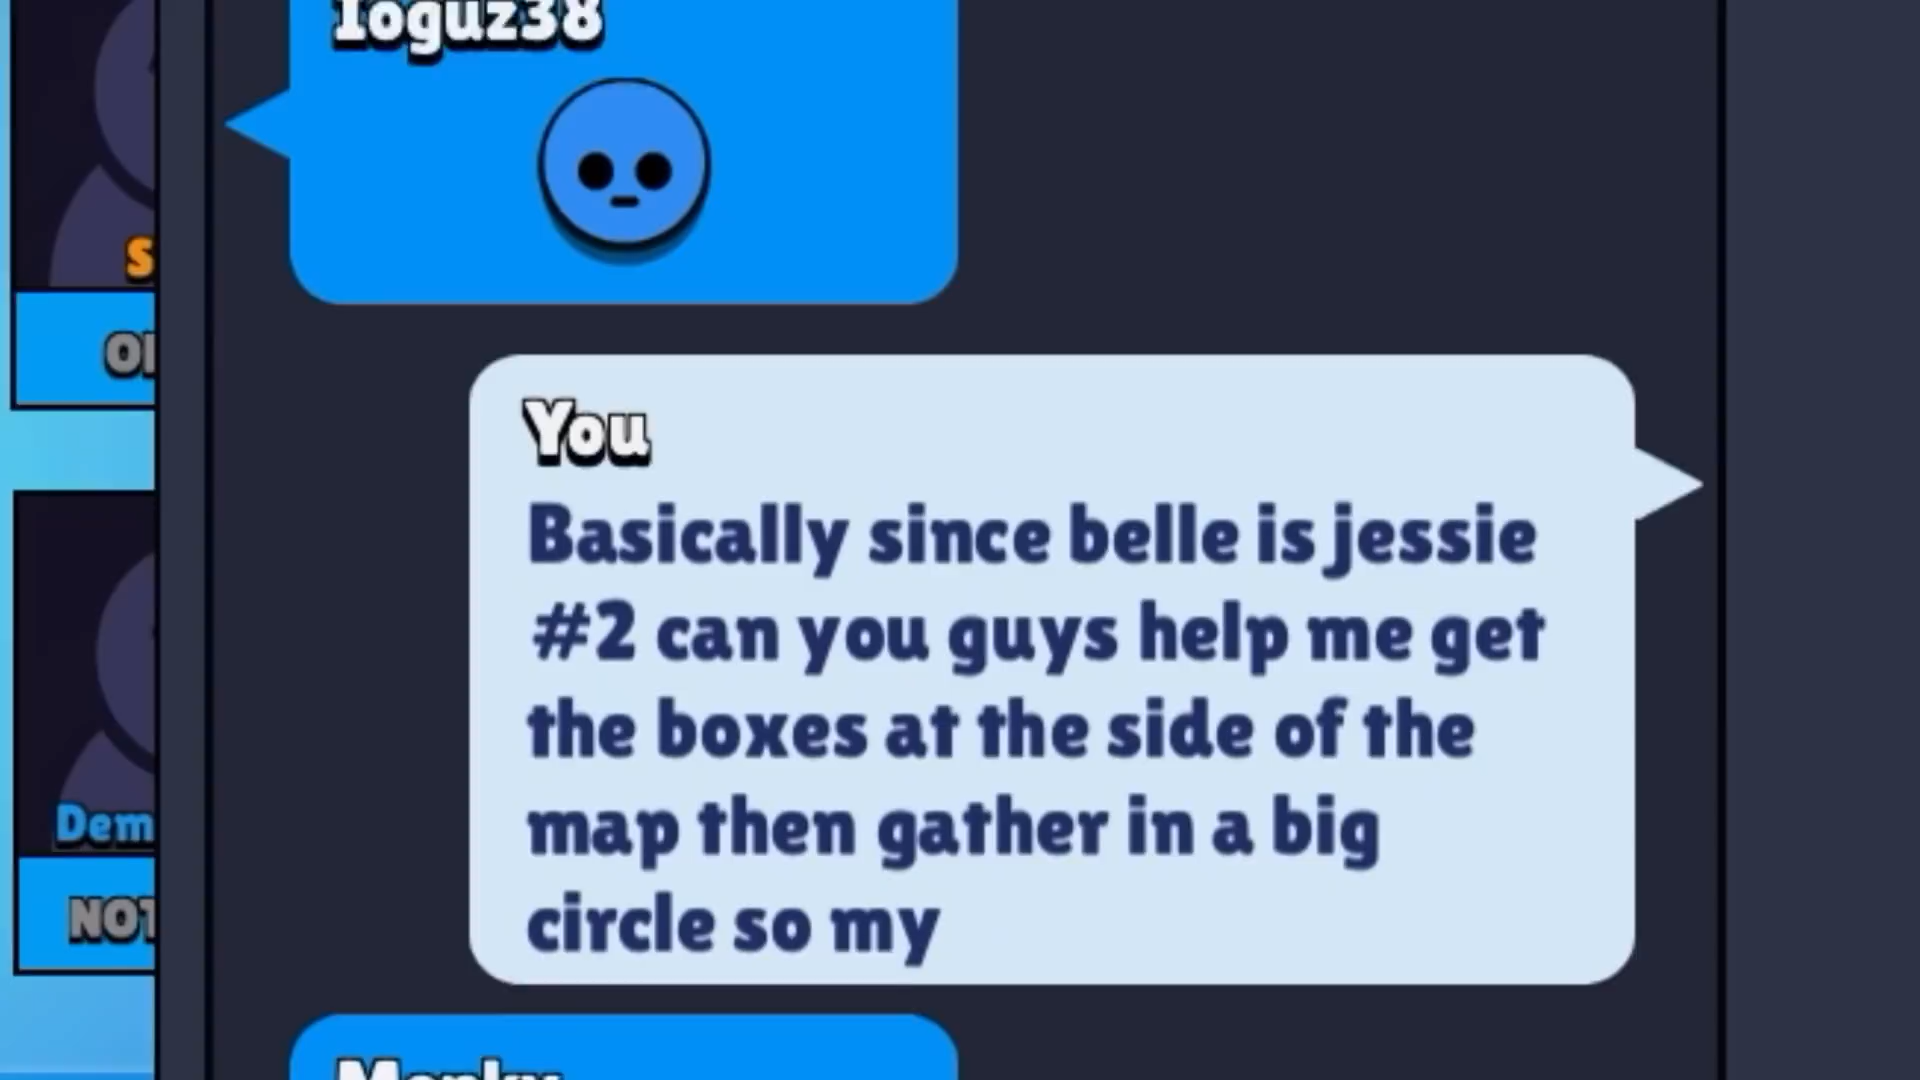 Ioguz38
You
Basically since belle is jessie
#2 can you guys help me get
the boxes at the side of the
map then gather in a big
circle so my